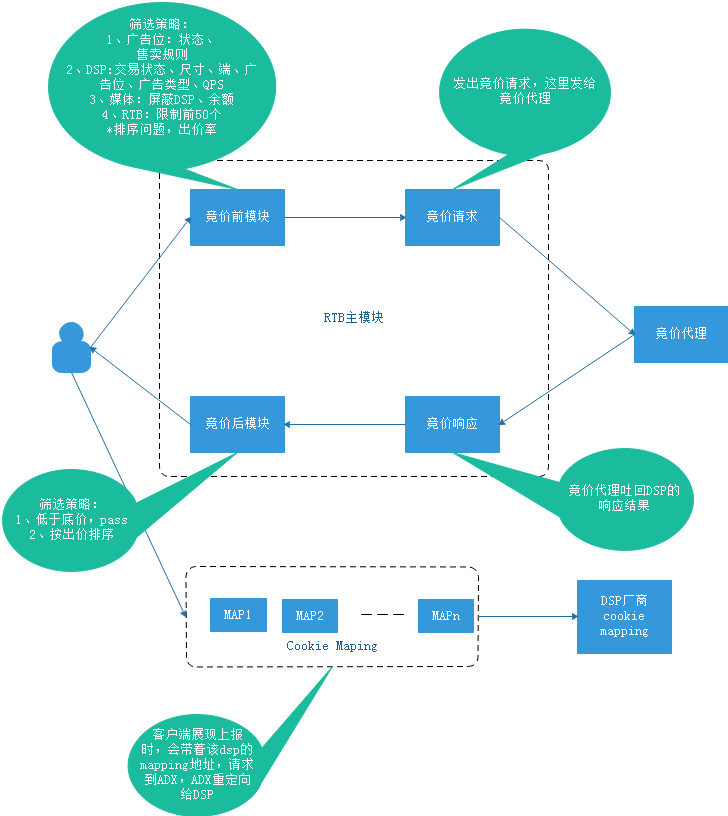 筛选策略：
1、广告位：状态、
售卖规则
2、DSP:交易状态、尺寸、端、广
告位、广告类型、QPS
3、媒体：屏蔽DSP、余额
4、RTB：限制前50个
*排序问题，出价率
发出竞价请求，这里发给
竞价代理
竞价前模块
竞价请求
RTB主模块
竞价代理
竞价后模块
竞价响应
筛选策略：
1、低于底价，pass
2、按出价排序
竞价代理吐回DSP的
响应结果
MAP1
MAP2
MAPn
Cookie Maping
DSP厂商
cookie
mapping
客户端展现上报
时，会带着该dsp的
mapping地址，请求
到ADX，ADX重定向
给DSP